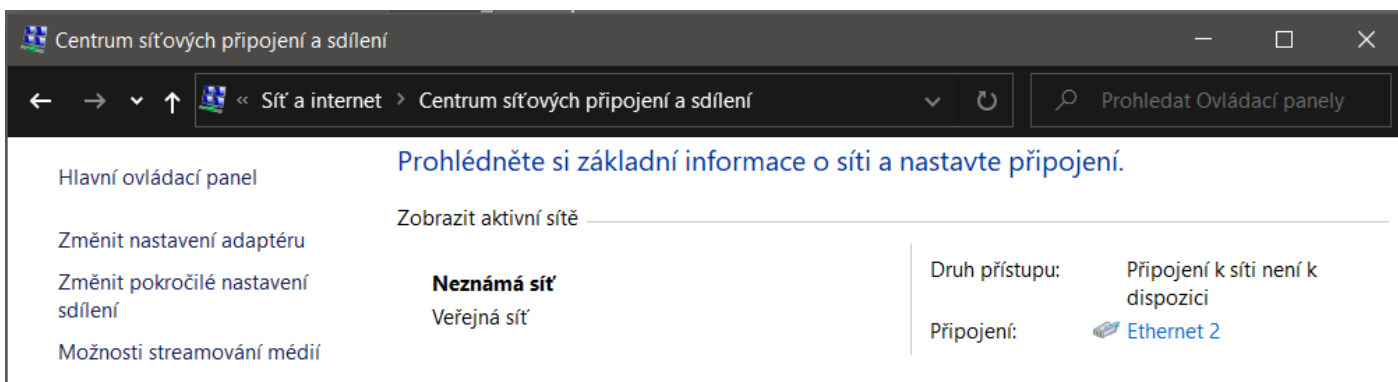 Centrum síťových připojení a sdílení
« Síť a internet > Centrum síťových připojení a sdílení
Prohledat Ovládací panely
Hlavní ovládací panel
Změnit nastavení adaptéru
Změnit pokročilé nastavení
sdílení
Možnosti streamování médií
Prohlédněte si základní informace o síti a nastavte připojení.
Zobrazit aktivní sítě
Neznámá síť
Veřejná síť
Druh přístupu:
Připojení k síti není k
dispozici
Připojení:
Ethernet 2